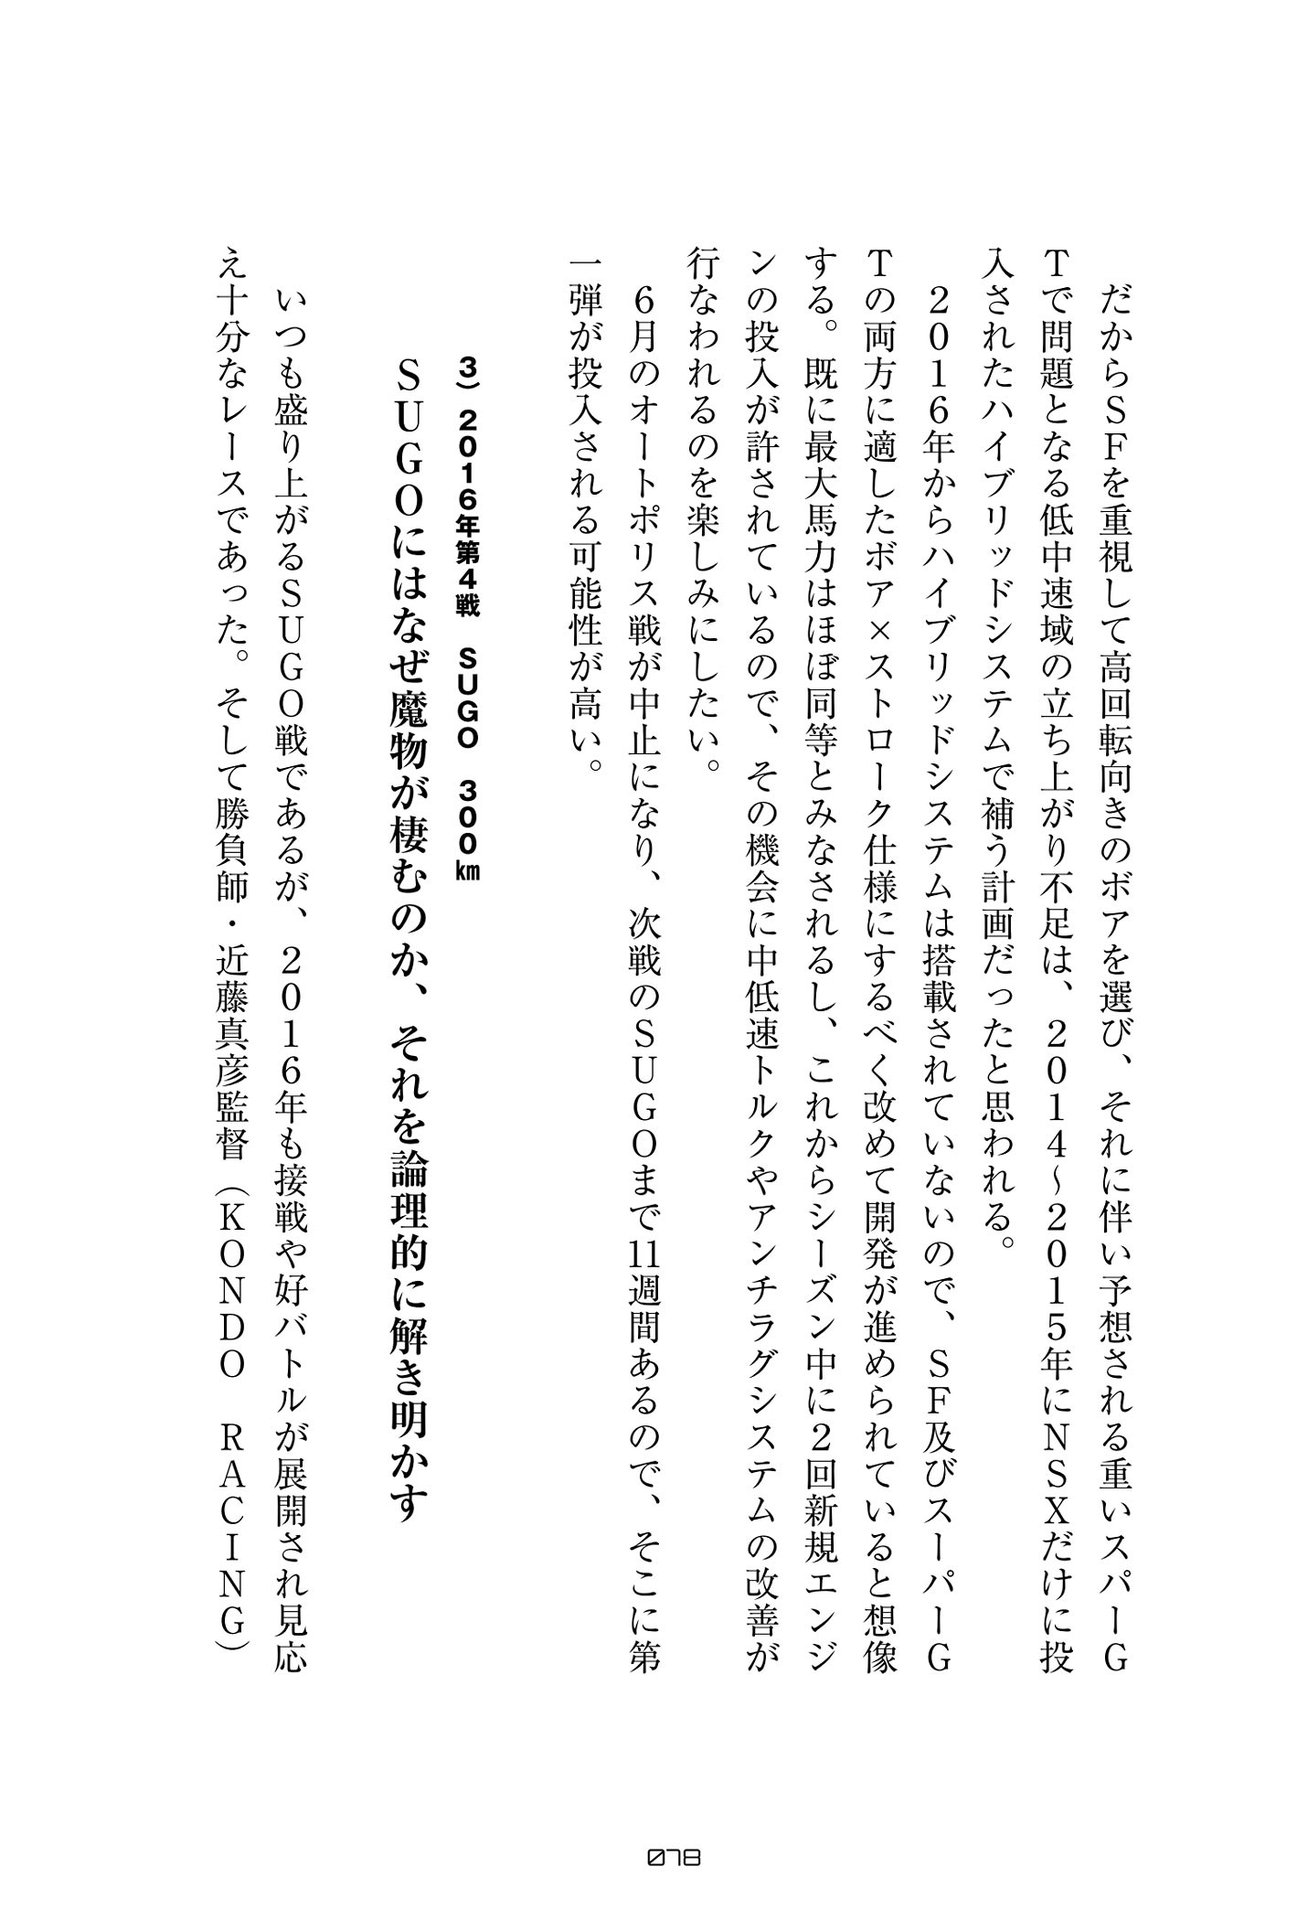 だからSFを重視して高回転向きのボアを選び、それに伴い予想される重いスパーG
Tで問題となる低中速域の立ち上がり不足は、2014～2015年にNSXだけに投
入されたハイブリッドシステムで補う計画だったと思われる。
2016年からハイブリッドシステムは搭載されていないので、SF及びスーパーG
Tの両方に適したボア×ストローク仕様にするべく改めて開発が進められていると想像
する。既に最大馬力はほぼ同等とみなされるし、これからシーズン中に2回新規エンジ
ンの投入が許されているので、その機会に中低速トルクやアンチラグシステムの改善が
行なわれるのを楽しみにしたい。
6月のオートポリス戦が中止になり、次戦のSUGOまで11週間あるので、そこに第
一弾が投入される可能性が高い。
3）2016年第4戦　SUGO　300㎞
SUGOにはなぜ魔物が棲むのか、それを論理的に解き明かす
いつも盛り上がるSUGO戦であるが、2016年も接戦や好バトルが展開され見応
え十分なレースであった。そして勝負師・近藤真彦監督（KONDO　RACING）
078